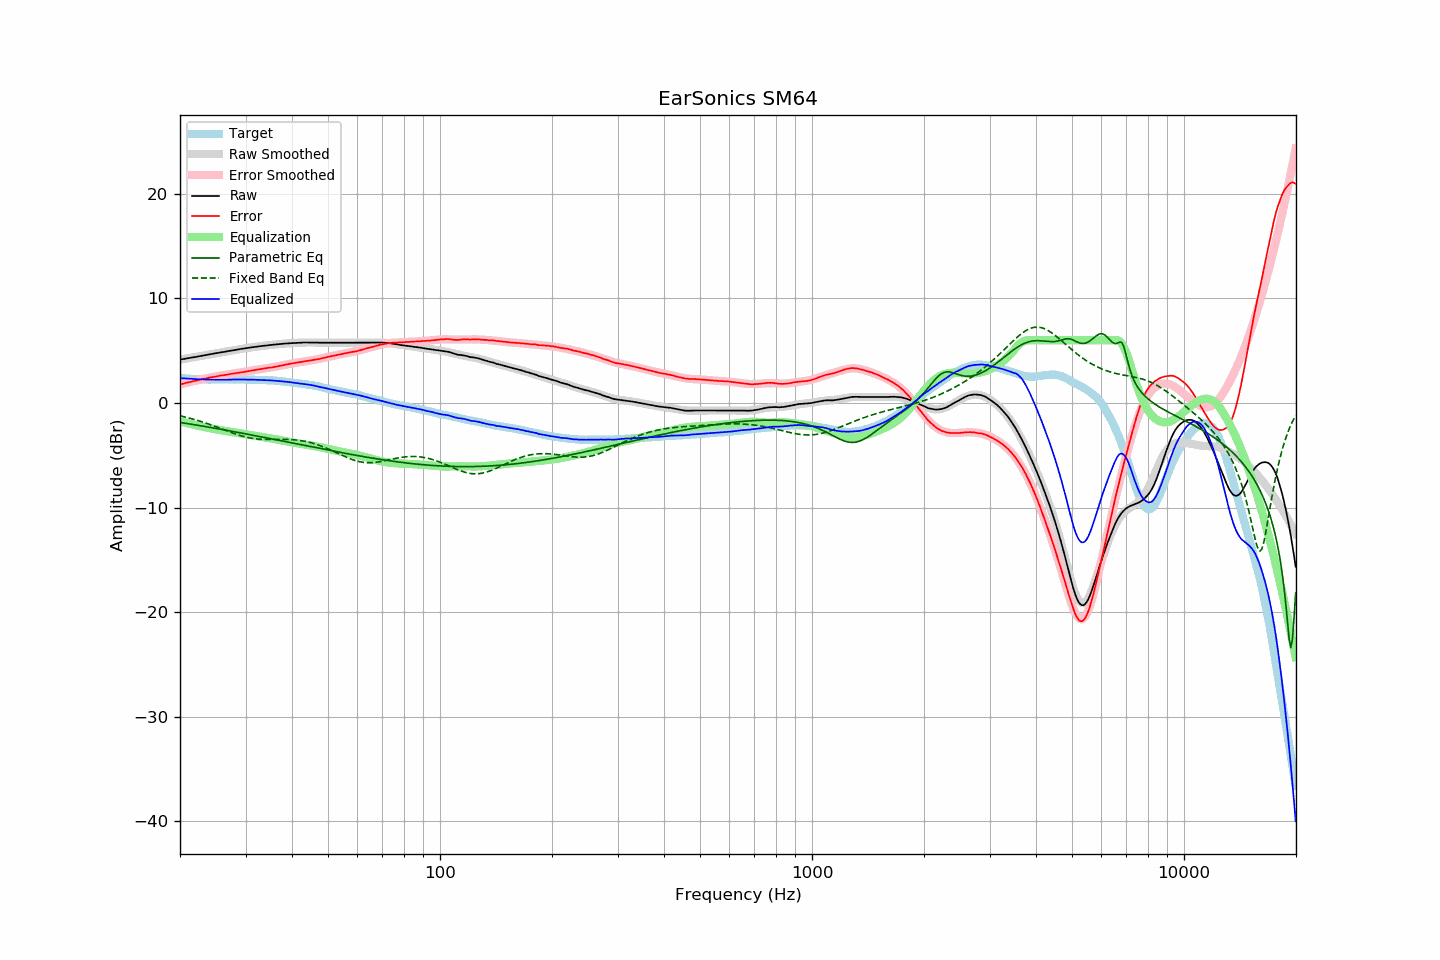 EarSonics SM64
Target
Raw Smoothed
Error Smoothed
Raw
Error
Equalization
Parametric Eq
Fixed Band Eq
Equalized
20
10
0
−10
−20
−30
−40
Amplitude (dBr)
100
1000
10000
Frequency (Hz)